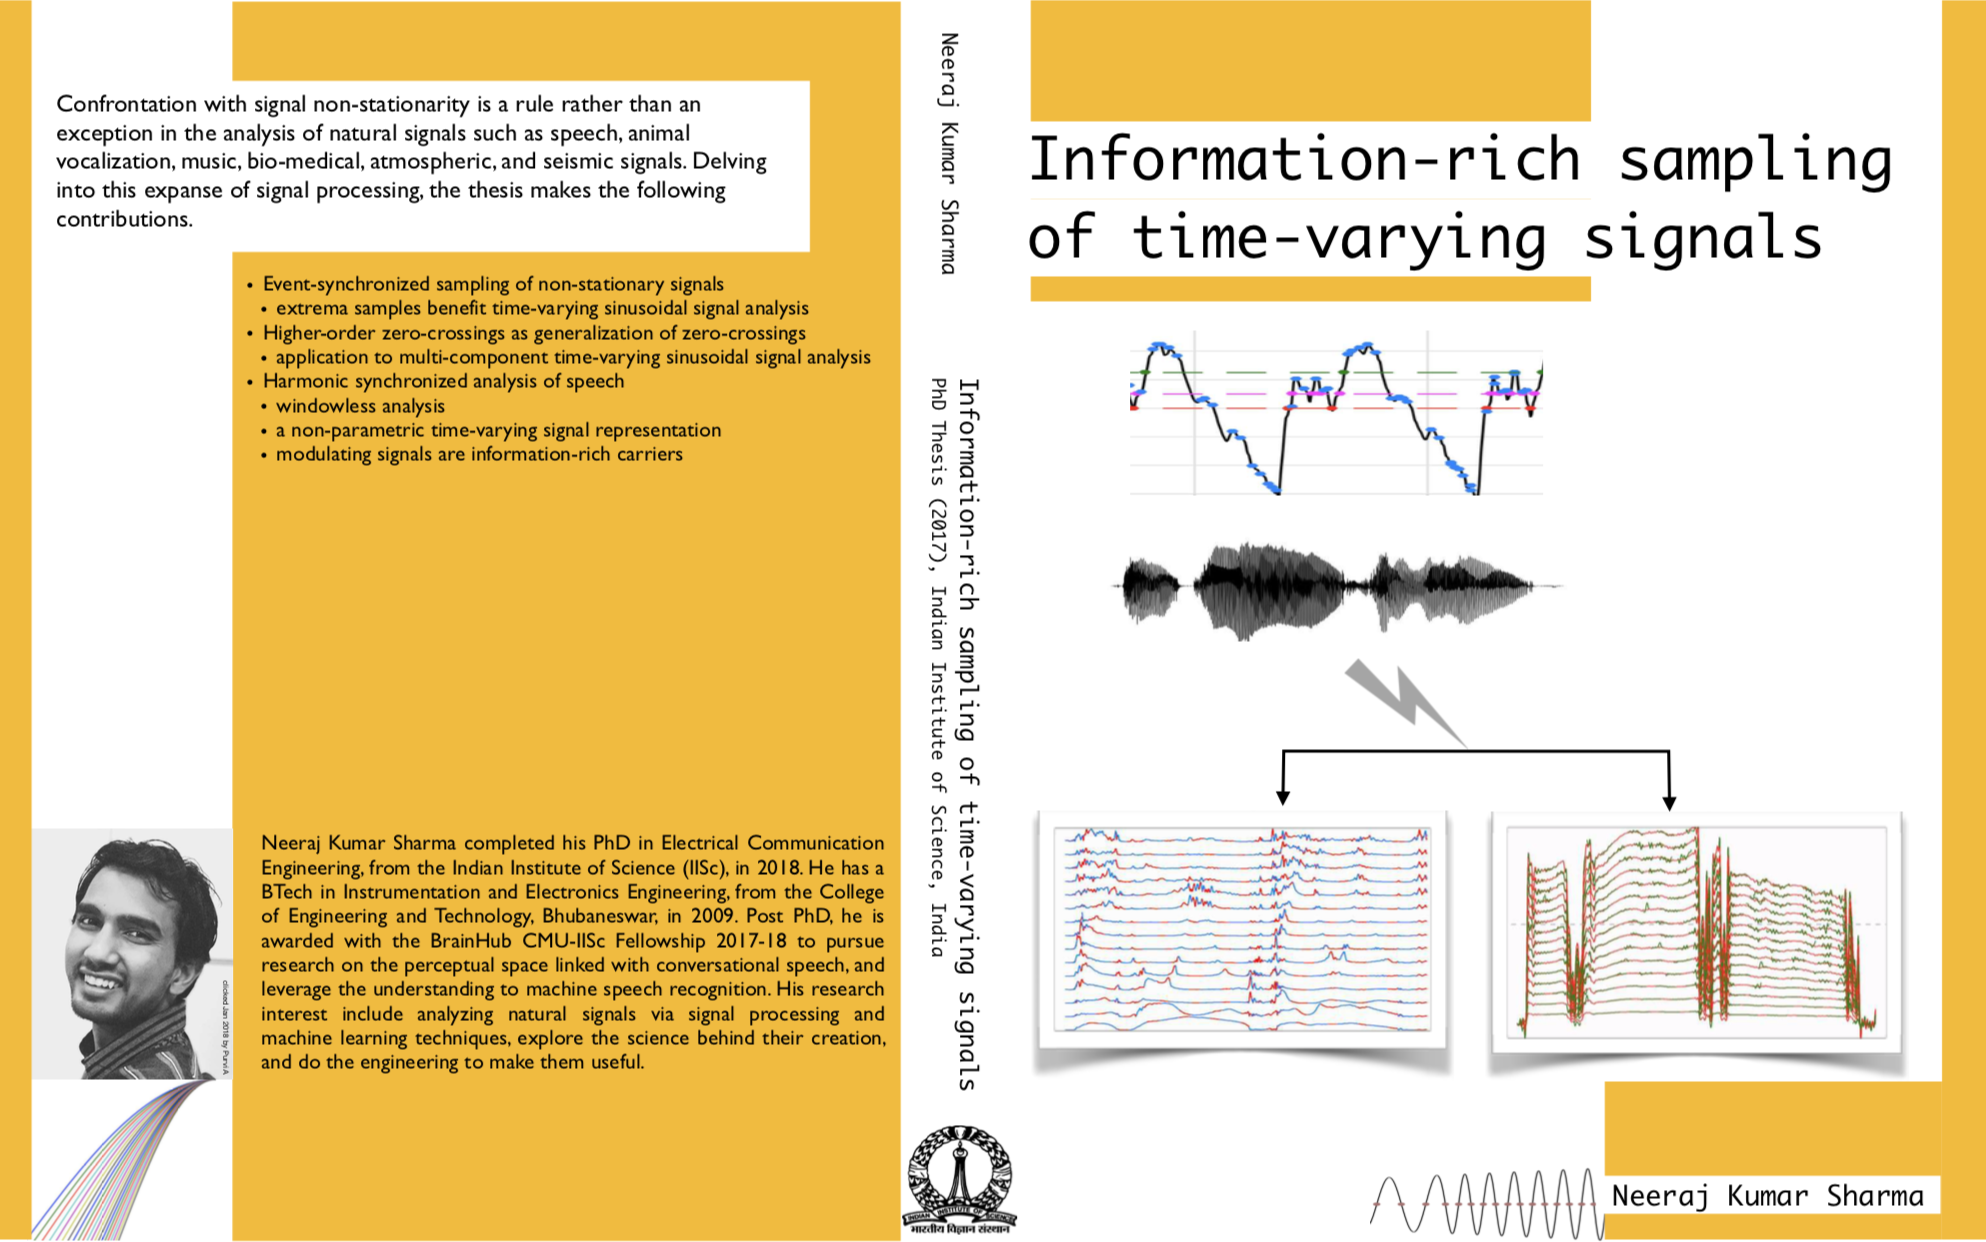 Confrontation with signal non-stationarity is a rule rather than an
exception in the analysis of natural signals such as speech, animal
vocalization, music, bio-medical, atmospheric, and seismic signals. Delving
into this expanse of signal processing, the thesis makes the following
contributions.
• Event-synchronized sampling of non-stationary signals
• extrema samples benefit time-varying sinusoidal signal analysis
• Higher-order zero-crossings as generalization of zero-crossings
• application to multi-component time-varying sinusoidal signal analysis
• Harmonic synchronized analysis of speech
• windowless analysis
• a non-parametric time-varying signal representation
• modulating signals are information-rich carriers
Neeraj Kumar Sharma completed his PhD in Electrical Communication
Engineering, from the Indian Institute of Science (IISc), in 2018. He has a
BTech in Instrumentation and Electronics Engineering, from the College
of Engineering and Technology, Bhubaneswar, in 2009. Post PhD, he is
awarded with the BrainHub CMU-IISc Fellowship 2017-18 to pursue
research on the perceptual space linked with conversational speech, and
leverage the understanding to machine speech recognition. His research
interest include analyzing natural signals via signal processing and
machine learning techniques, explore the science behind their creation,
and do the engineering to make them useful.
clicked Jan 2018 by Purvi A
Neeraj Kumar Sharma
Information-rich sampling of time-varying signals
PhD Thesis (2017), Indian Institute of Science, India
INDIAN INSTITUTE OF SCIENCE
भारतीय विज्ञान संस्थान
Information-rich sampling
of time-varying signals
Neeraj Kumar Sharma